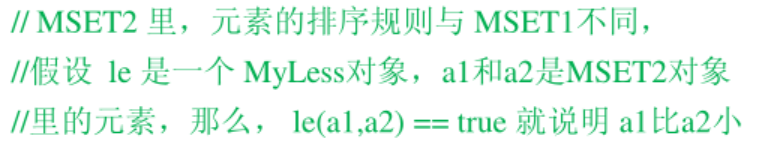 // MSET2 里，元素的排序规则与 MSET1不同，
//假设 le 是一个 MyLess对象，a1和a2是MSET2对象
//里的元素，那么， le(a1,a2) == true 就说明 a1比a2小